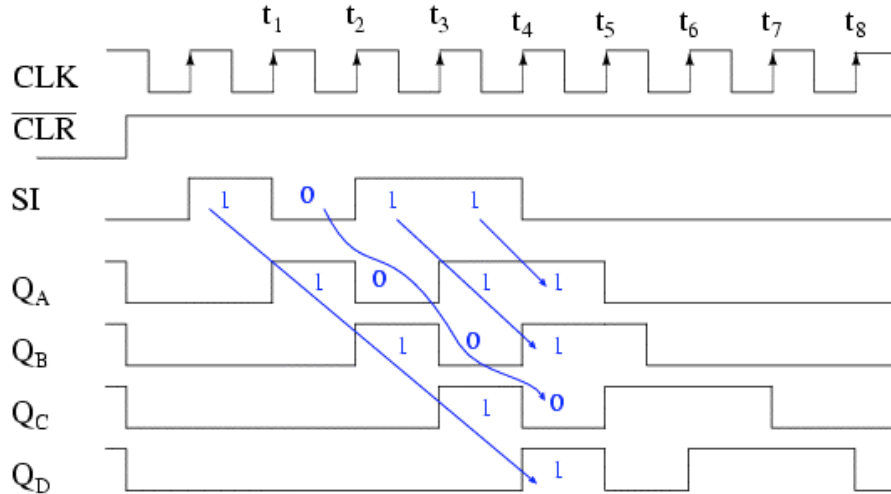 t1 t2 t3 t4 t5 t6 t7 t8
CLK
CLR
SI 1 0 1 1
QA 1 0 1 1
QB 1 0 1
QC 1 0
QD 1